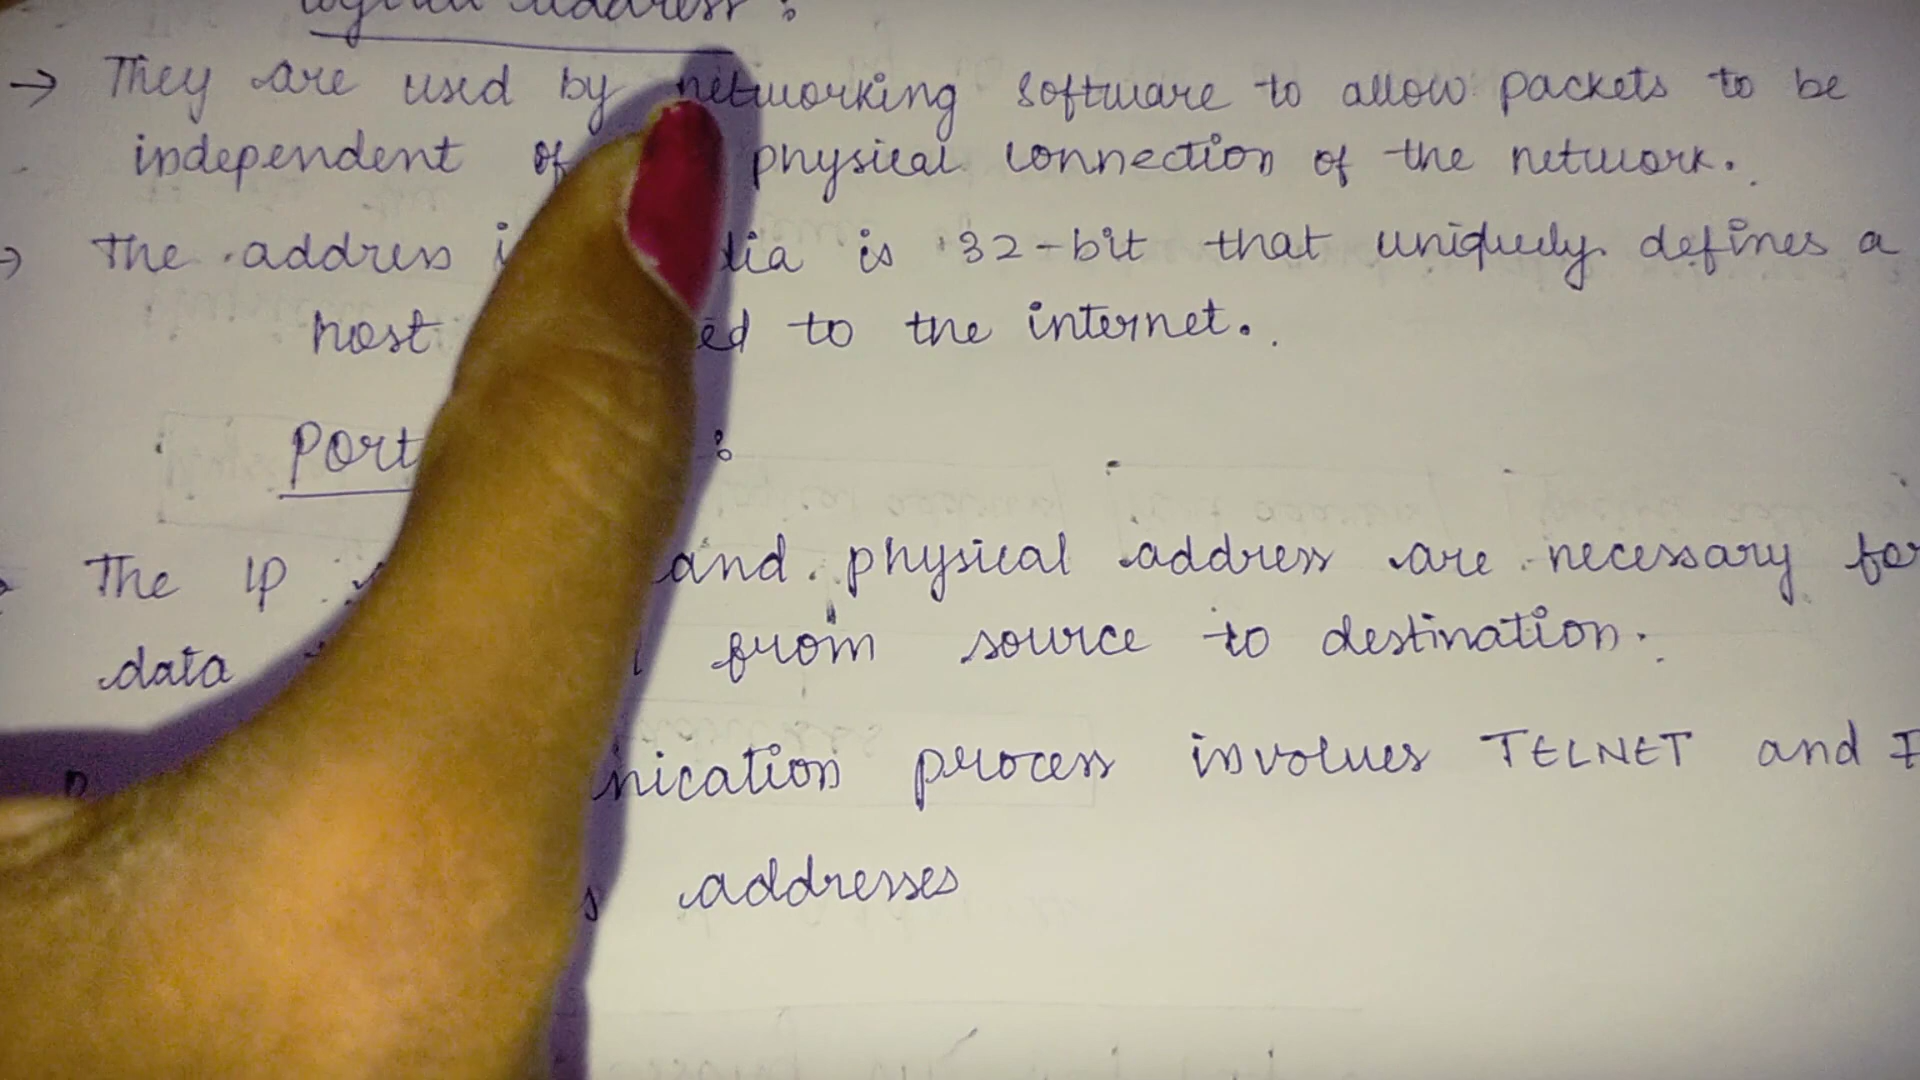 logical address :
→ They are used by networking software to allow packets to be
independent of physical connection of the network.
→ The address is 32-bit that uniquely defines a
host to the internet.
Port :
The IP and physical address are necessary for
data from source to destination.
process involves TELNET and
addresses